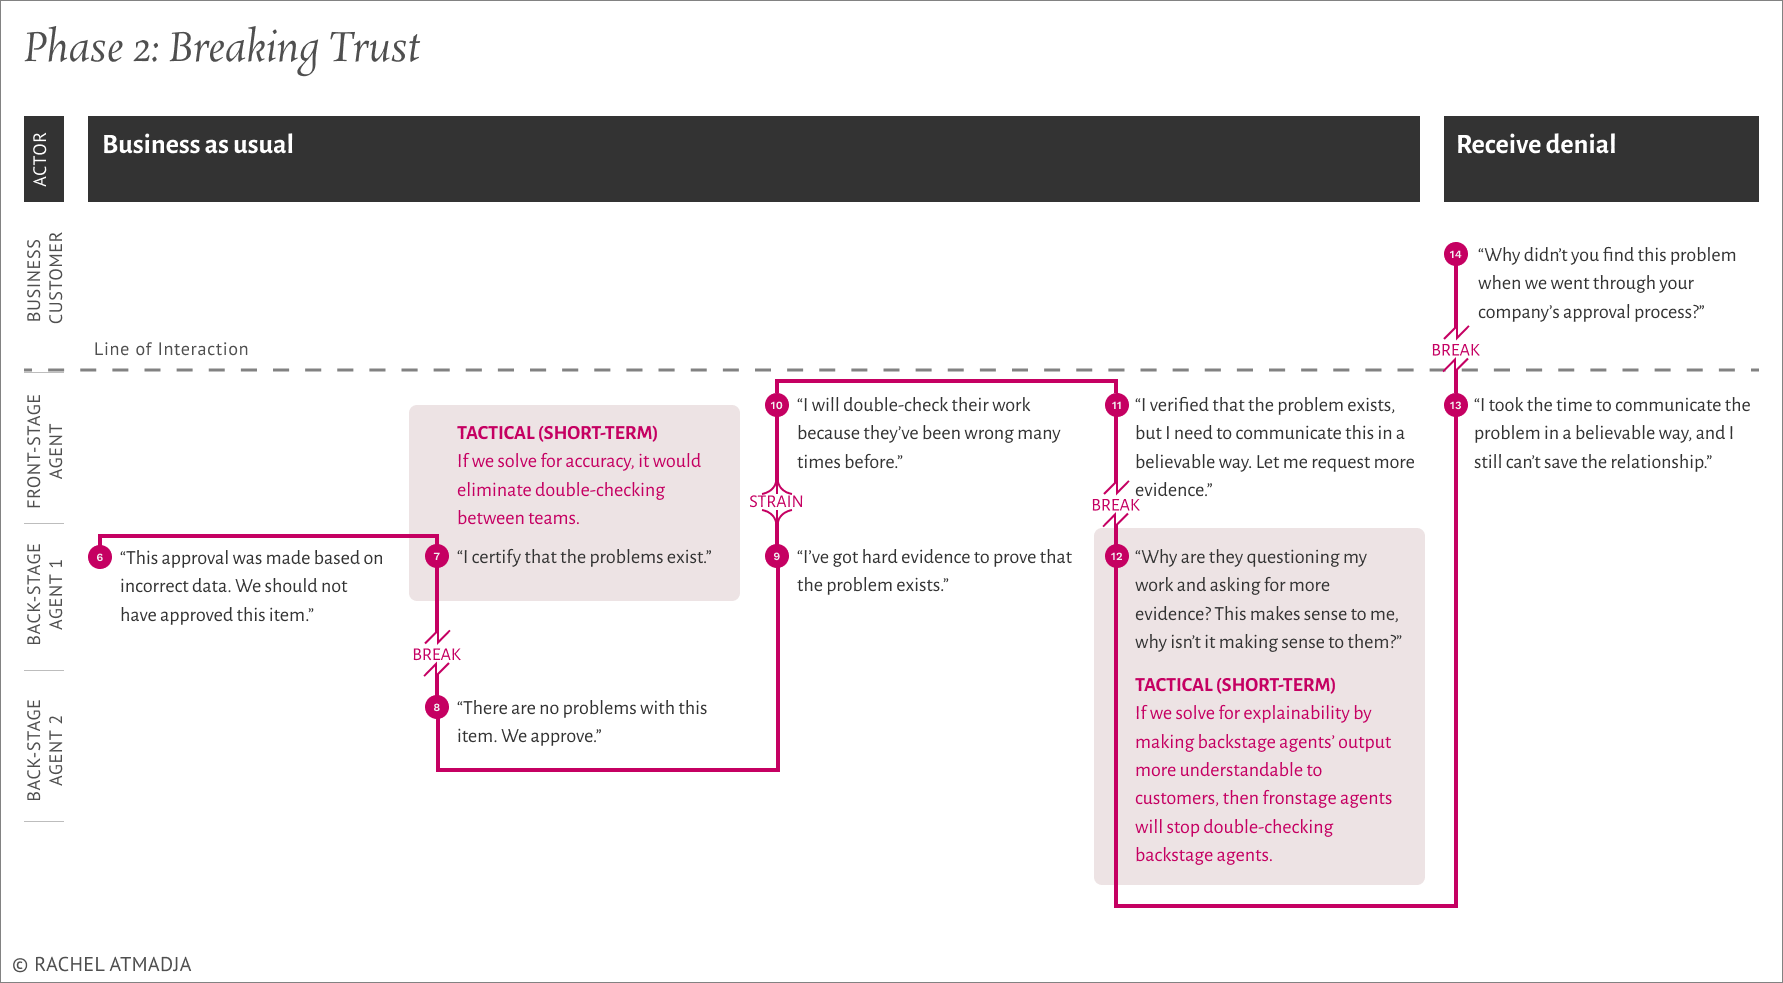 Phase 2: Breaking Trust
ACTOR
Business as usual
Receive denial
BUSINESS
CUSTOMER
14
“Why didn’t you find this problem
when we went through your
company’s approval process?”
BREAK
Line of Interaction
FRONT-STAGE
AGENT
TACTICAL (SHORT-TERM)
If we solve for accuracy, it would
eliminate double-checking
between teams.
10
“I will double-check their work
because they’ve been wrong many
times before.”
STRAIN
11
“I verified that the problem exists,
but I need to communicate this in a
believable way. Let me request more
evidence.”
BREAK
13
“I took the time to communicate the
problem in a believable way, and I
still can’t save the relationship.”
BACK-STAGE
AGENT 1
6
“This approval was made based on
incorrect data. We should not
have approved this item.”
7
“I certify that the problems exist.”
BREAK
9
“I’ve got hard evidence to prove that
the problem exists.”
12
“Why are they questioning my
work and asking for more
evidence? This makes sense to me,
why isn’t it making sense to them?”
TACTICAL (SHORT-TERM)
If we solve for explainability by
making backstage agents’ output
more understandable to
customers, then fronstage agents
will stop double-checking
backstage agents.
BACK-STAGE
AGENT 2
8
“There are no problems with this
item. We approve.”
© RACHEL ATMADJA